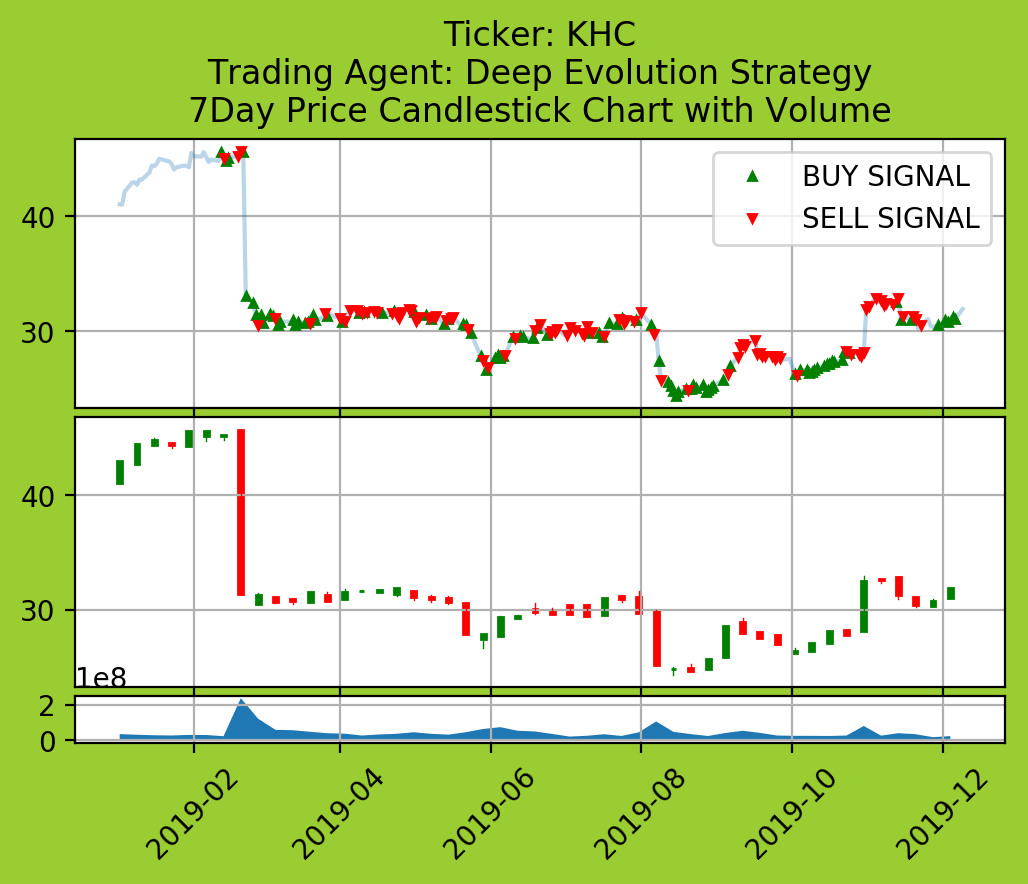 Ticker: KHC
Trading Agent: Deep Evolution Strategy
7Day Price Candlestick Chart with Volume
BUY SIGNAL
SELL SIGNAL
40
30
40
30
1e8
2
0
2019-02
2019-04
2019-06
2019-08
2019-10
2019-12